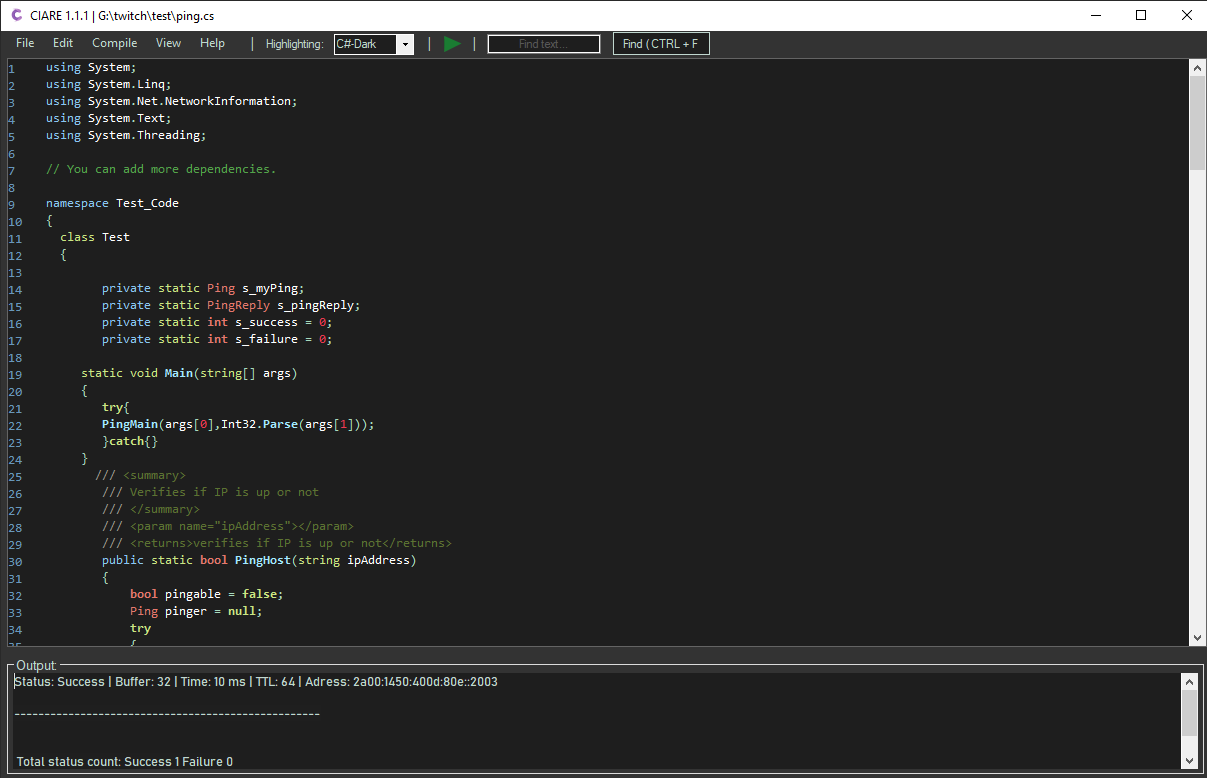 CIARE 1.1.1 | G:\twitch\test\ping.cs
File Edit Compile View Help | Highlighting: C#-Dark | | Find text... Find (CTRL + F
1 using System;
2 using System.Linq;
3 using System.Net.NetworkInformation;
4 using System.Text;
5 using System.Threading;
6
7 // You can add more dependencies.
8
9 namespace Test_Code
10 {
11 class Test
12 {
13
14 private static Ping s_myPing;
15 private static PingReply s_pingReply;
16 private static int s_success = 0;
17 private static int s_failure = 0;
18
19 static void Main(string[] args)
20 {
21 try{
22 PingMain(args[0],Int32.Parse(args[1]));
23 }catch{}
24 }
25 /// <summary>
26 /// Verifies if IP is up or not
27 /// </summary>
28 /// <param name="ipAddress"></param>
29 /// <returns>verifies if IP is up or not</returns>
30 public static bool PingHost(string ipAddress)
31 {
32 bool pingable = false;
33 Ping pinger = null;
34 try
35 {
Output:
Status: Success | Buffer: 32 | Time: 10 ms | TTL: 64 | Adress: 2a00:1450:400d:80e::2003
---------------------------------------------------
Total status count: Success 1 Failure 0